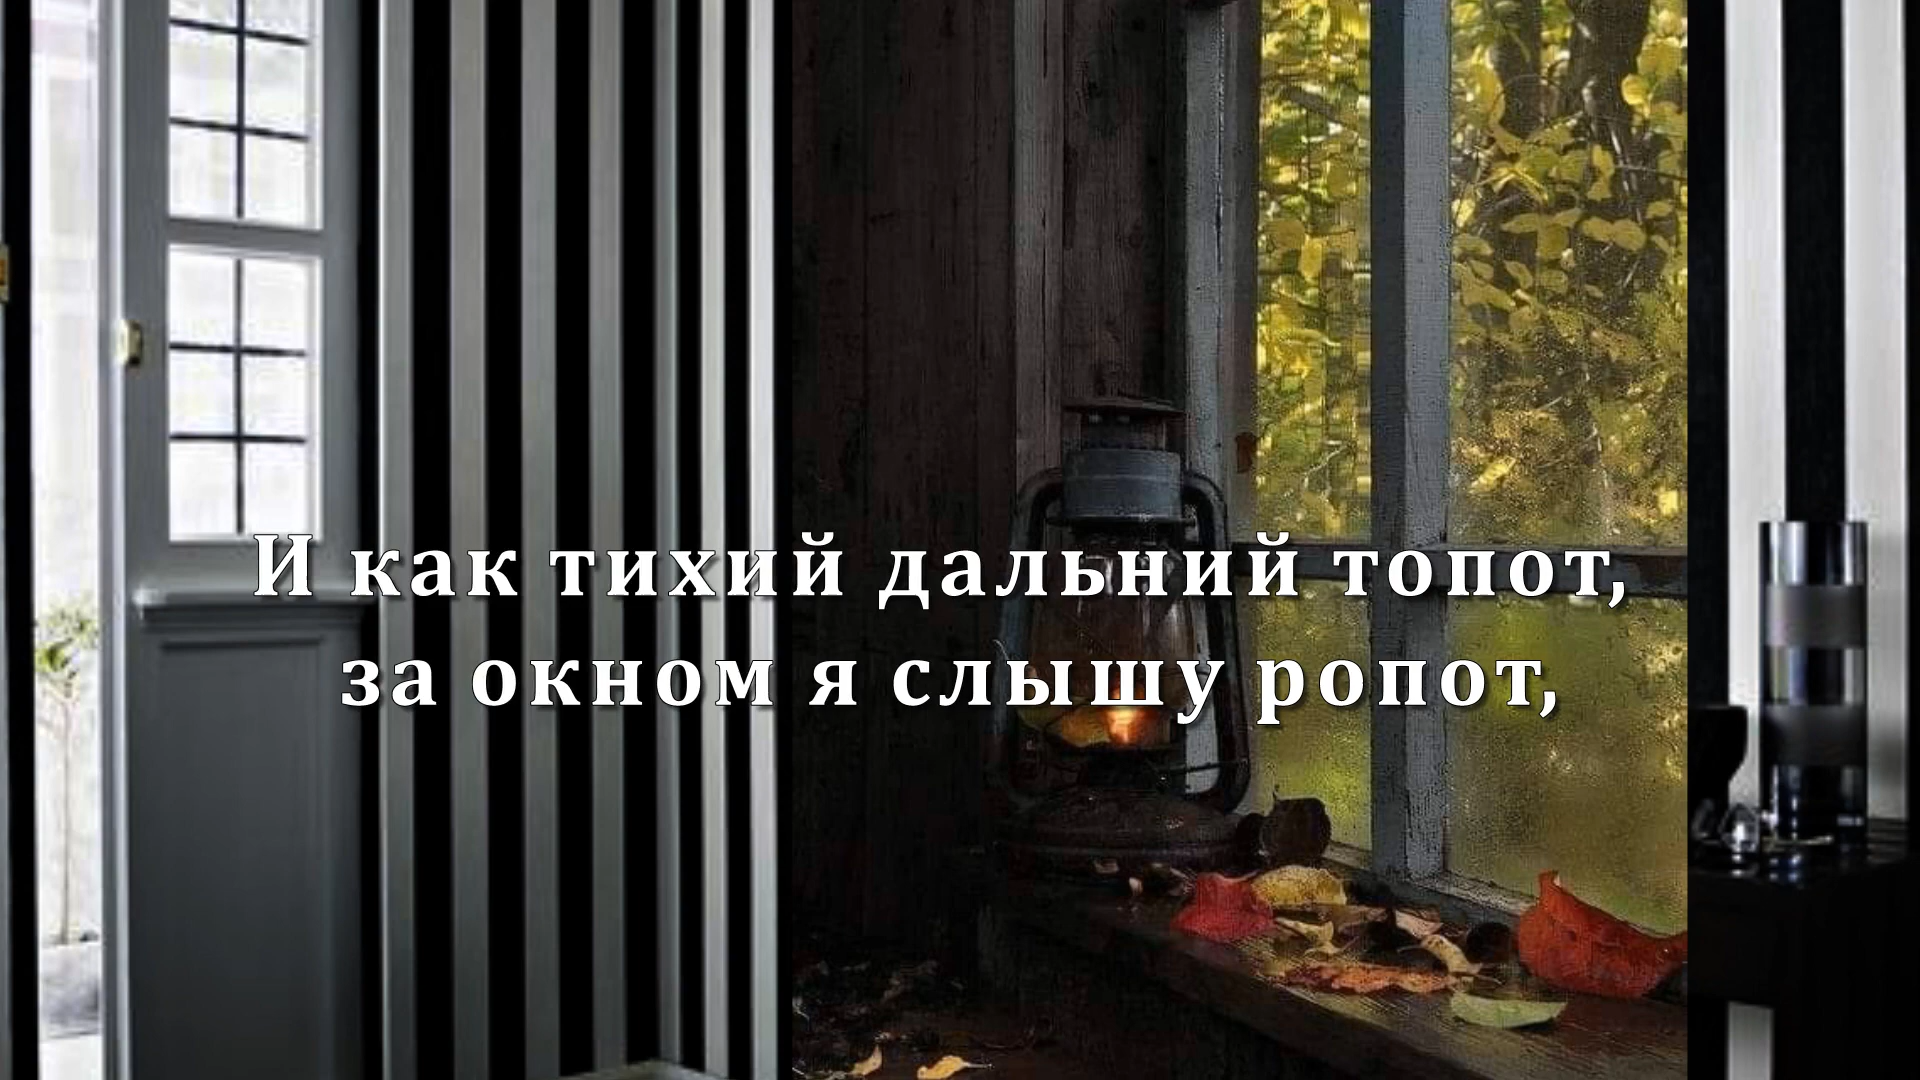 И как тихий дальний топот,
за окном я слышу ропот,